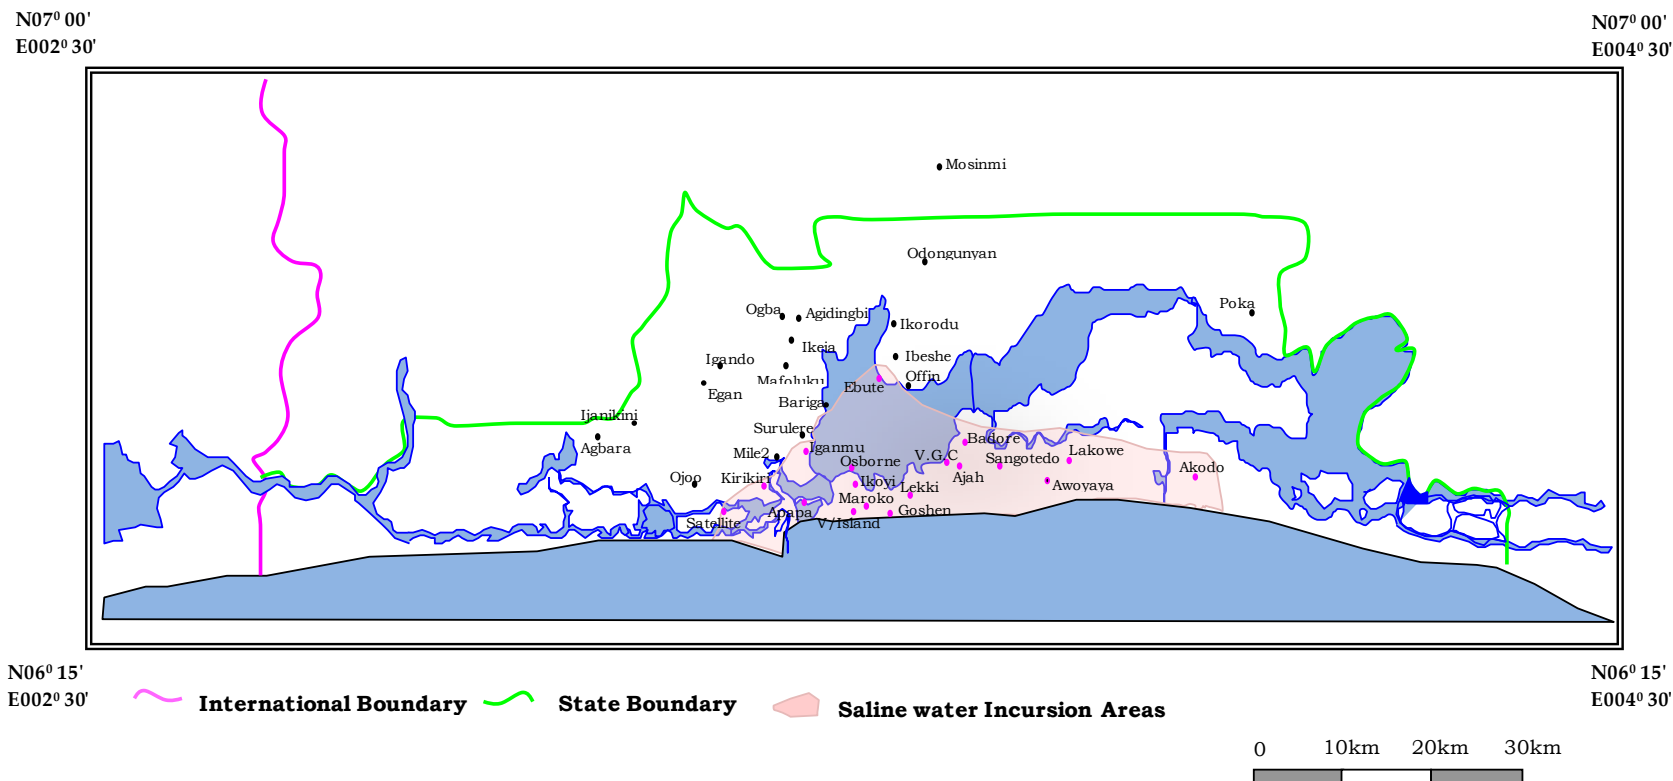 N07⁰ 00'
E002⁰ 30'
N07⁰ 00'
E004⁰ 30'
Mosinmi
Odongunyan
Ogba
Agidingbi
Ikorodu
Poka
Ikeja
Igando
Ibeshe
Mafoluku
Offin
Egan
Ebute
Bariga
Ijanikini
Surulere
Agbara
Iganmu
Badore
Mile2
Osborne
V.G.C
Sangotedo
Lakowe
Ojoo
Kirikiri
Ikoyi
Lekki
Ajah
Awoyaya
Akodo
Maroko
Apapa
Goshen
Satellite
V/Island
N06⁰ 15'
E002⁰ 30'
N06⁰ 15'
E004⁰ 30'
International Boundary
State Boundary
Saline water Incursion Areas
0 10km 20km 30km